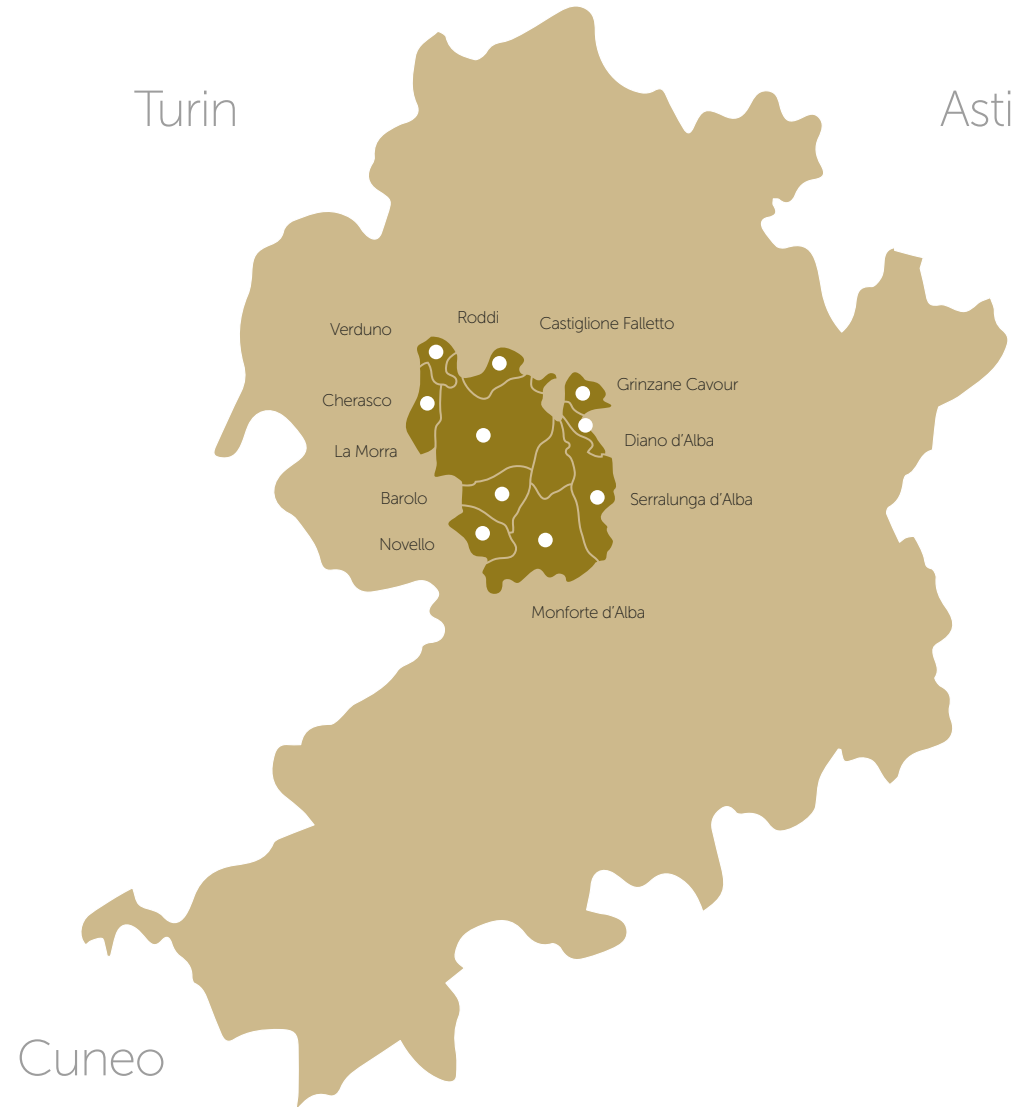 Turin
Asti
Roddi
Castiglione Falletto
Verduno
Grinzane Cavour
Cherasco
Diano d’Alba
La Morra
Barolo
Serralunga d’Alba
Novello
Monforte d’Alba
Cuneo